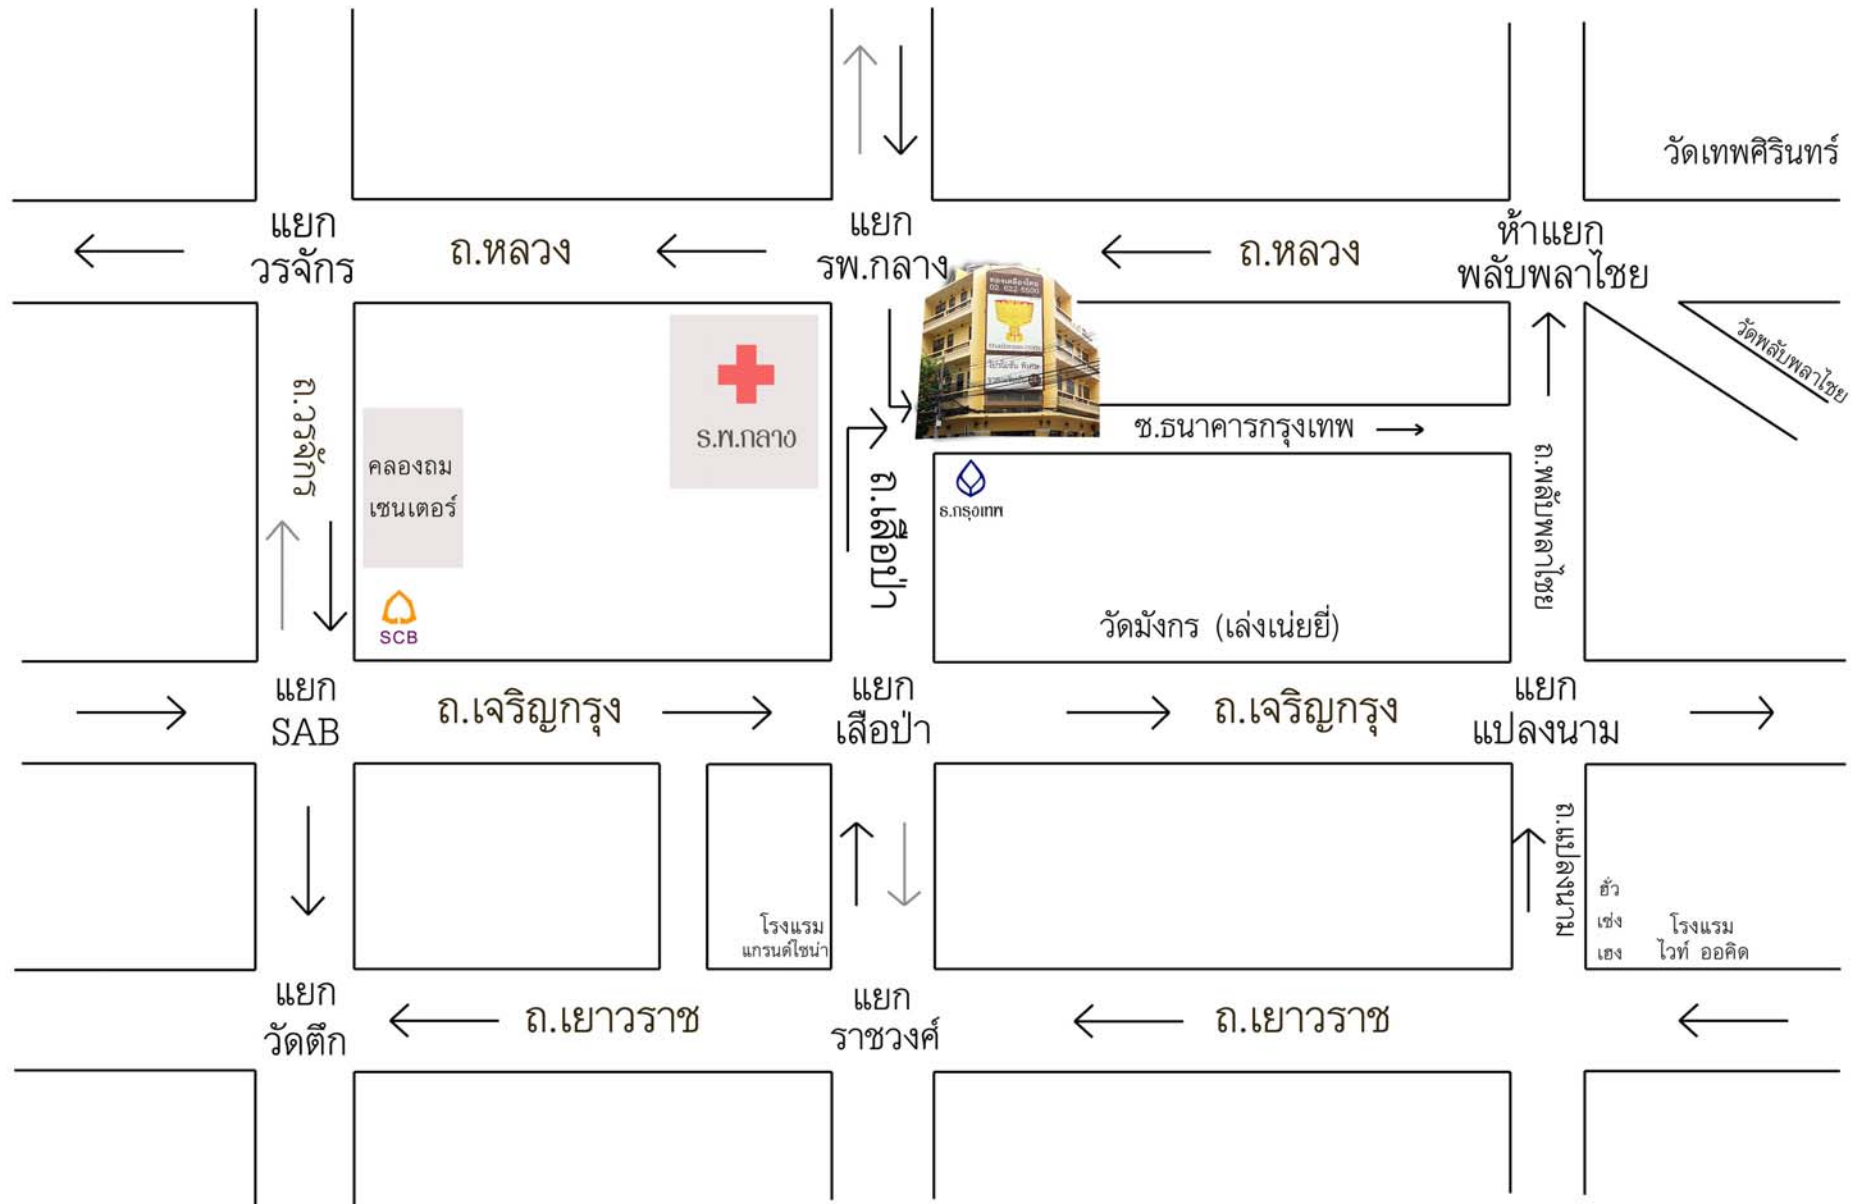 วัดเทพศิรินทร์
แยก
วรจักร
ถ.หลวง
แยก
รพ.กลาง
ถ.หลวง
ห้าแยก
พลับพลาไชย
02 622 6500
วัดพลับพลาไชย
ถ.วรจักร
ร.พ.กลาง
ซ.ธนาคารกรุงเทพ
คลองถม
เซนเตอร์
ถ.เสือป่า
ธ.กรุงเทพ
ถ.พลับพลาไชย
SCB
วัดมังกร (เล่งเน่ยยี่)
แยก
SAB
ถ.เจริญกรุง
แยก
เสือป่า
ถ.เจริญกรุง
แยก
แปลงนาม
ถ.แปลงนาม
โรงแรม
แกรนด์ไชน่า
ฮั่ว
เซ่ง
เฮง
โรงแรม
ไวท์ ออคิด
แยก
วัดตึก
ถ.เยาวราช
แยก
ราชวงศ์
ถ.เยาวราช